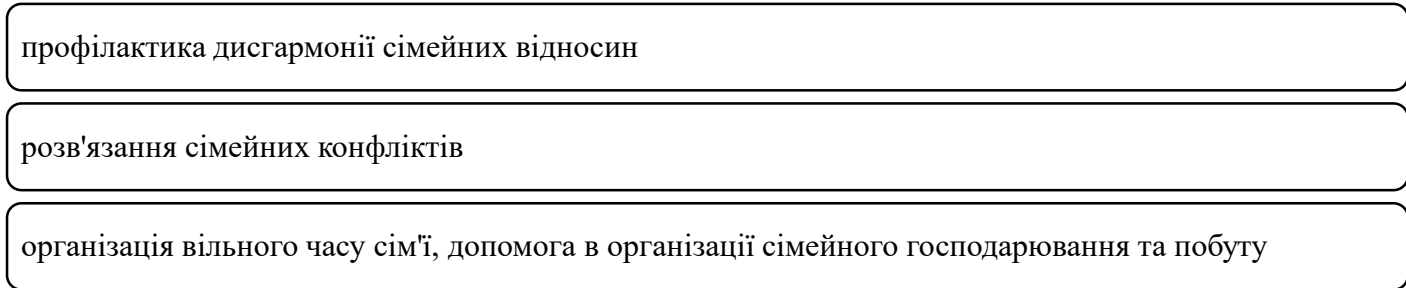 профілактика дисгармонії сімейних відносин
розв'язання сімейних конфліктів
організація вільного часу сім'ї, допомога в організації сімейного господарювання та побуту